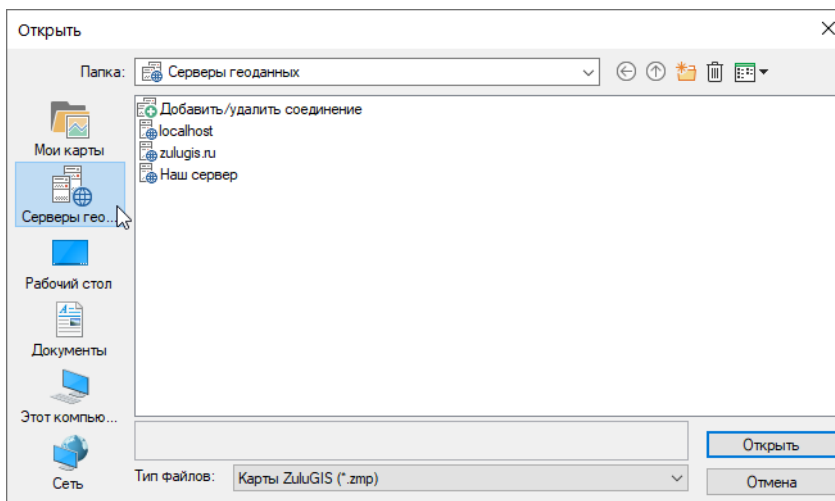 Открыть
Папка: Серверы геоданных
Добавить/удалить соединение
localhost
zulugis.ru
Наш сервер
Мои карты
Серверы гео...
Рабочий стол
Документы
Этот компью...
Сеть
Открыть
Тип файлов: Карты ZuluGIS (*.zmp)
Отмена